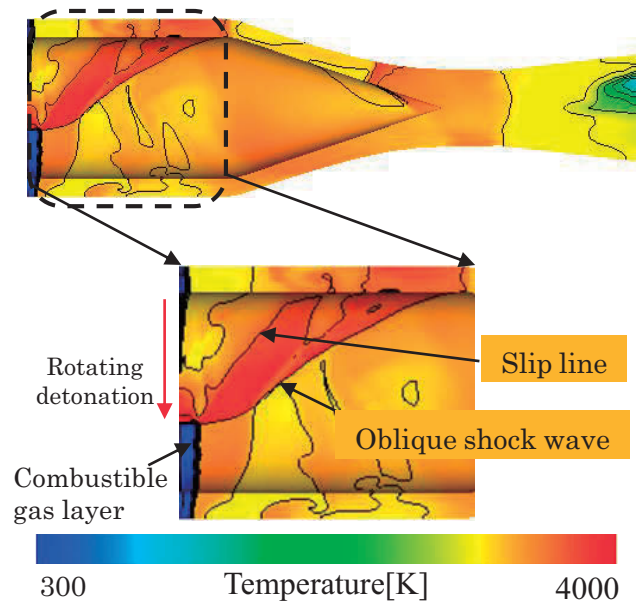 Slip line
Rotating
detonation
Oblique shock wave
Combustible
gas layer
300
Temperature[K]
4000